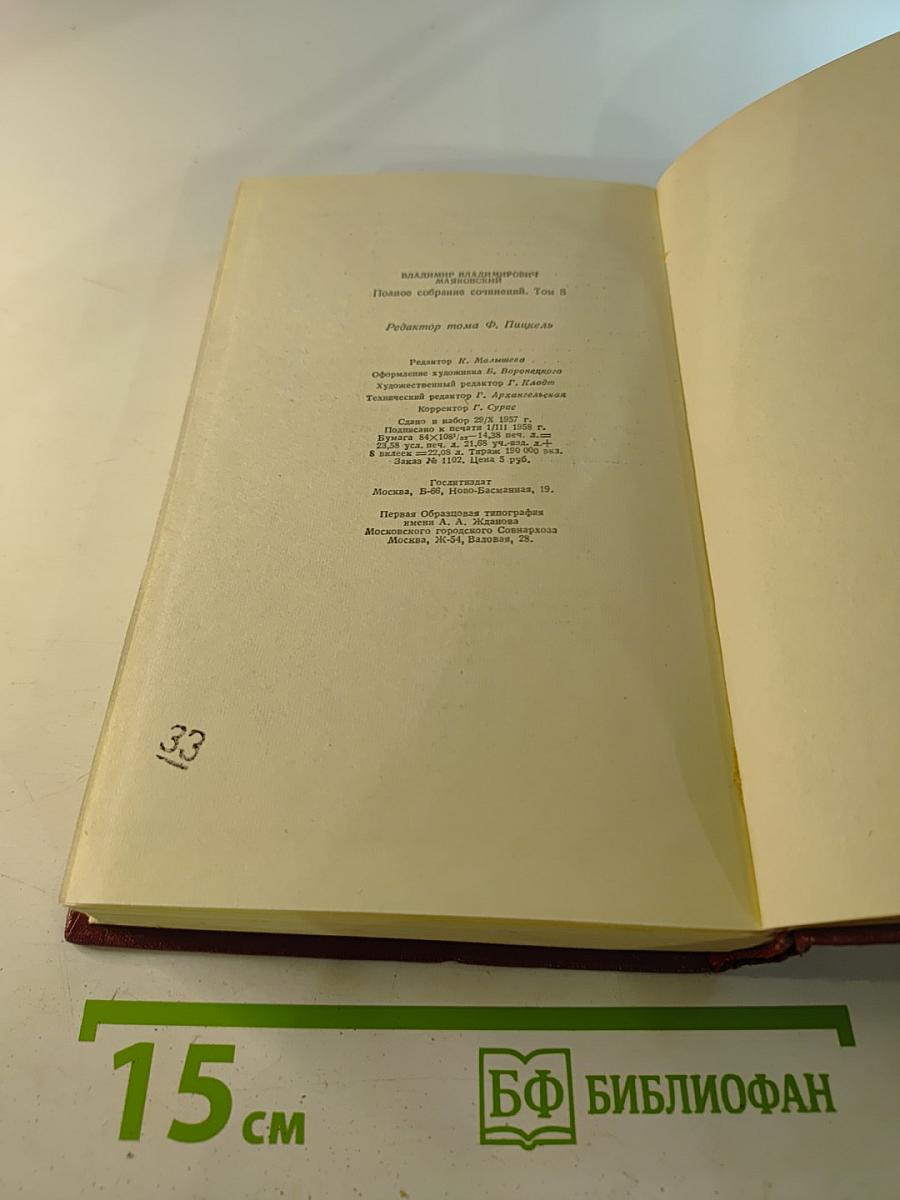 ВЛАДИМИР ВЛАДИМИРОВИЧ
МАЯКОВСКИЙ
Полное собрание сочинений. Том 8
Редактор тома Ф. Пицкель
Редактор К. Малышева
Оформление художника Б. Воронецкого
Художественный редактор Г. Клодт
Технический редактор Г. Архангельская
Корректор Г. Сурис
Сдано в набор 29/X 1957 г.
Подписано к печати 1/III 1958 г.
Бумага 84×108¹/₃₂—14,38 печ. л.=
23,58 усл. печ. л. 21,68 уч.-изд. л.+
8 вклеек=22,08 л. Тираж 190 000 экз.
Заказ № 1102. Цена 5 руб.
Гослитиздат
Москва, Б-66, Ново-Басманная, 19.
Первая Образцовая типография
имени А. А. Жданова
Московского городского Совнархоза
Москва, Ж-54, Валовая, 28.
33
15 см
БФ БИБЛИОФАН